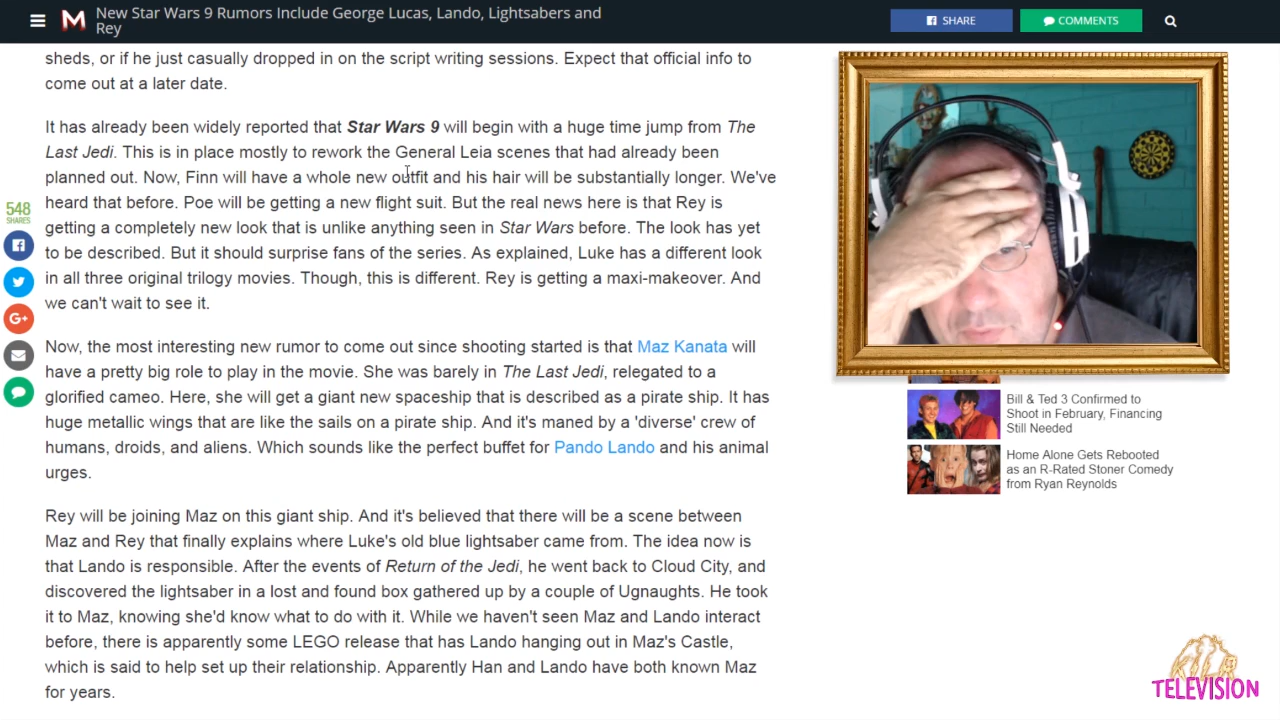 New Star Wars 9 Rumors Include George Lucas, Lando, Lightsabers and
Rey
SHARE
COMMENTS
sheds, or if he just casually dropped in on the script writing sessions. Expect that official info to
come out at a later date.
It has already been widely reported that Star Wars 9 will begin with a huge time jump from The
Last Jedi. This is in place mostly to rework the General Leia scenes that had already been
planned out. Now, Finn will have a whole new outfit and his hair will be substantially longer. We've
heard that before. Poe will be getting a new flight suit. But the real news here is that Rey is
getting a completely new look that is unlike anything seen in Star Wars before. The look has yet
to be described. But it should surprise fans of the series. As explained, Luke has a different look
in all three original trilogy movies. Though, this is different. Rey is getting a maxi-makeover. And
we can't wait to see it.
548
SHARES
G+
Now, the most interesting new rumor to come out since shooting started is that Maz Kanata will
have a pretty big role to play in the movie. She was barely in The Last Jedi, relegated to a
glorified cameo. Here, she will get a giant new spaceship that is described as a pirate ship. It has
huge metallic wings that are like the sails on a pirate ship. And it's maned by a 'diverse' crew of
humans, droids, and aliens. Which sounds like the perfect buffet for Pando Lando and his animal
urges.
Rey will be joining Maz on this giant ship. And it's believed that there will be a scene between
Maz and Rey that finally explains where Luke's old blue lightsaber came from. The idea now is
that Lando is responsible. After the events of Return of the Jedi, he went back to Cloud City, and
discovered the lightsaber in a lost and found box gathered up by a couple of Ugnaughts. He took
it to Maz, knowing she'd know what to do with it. While we haven't seen Maz and Lando interact
before, there is apparently some LEGO release that has Lando hanging out in Maz's Castle,
which is said to help set up their relationship. Apparently Han and Lando have both known Maz
for years.
Bill & Ted 3 Confirmed to
Shoot in February, Financing
Still Needed
Home Alone Gets Rebooted
as an R-Rated Stoner Comedy
from Ryan Reynolds
TELEVISION